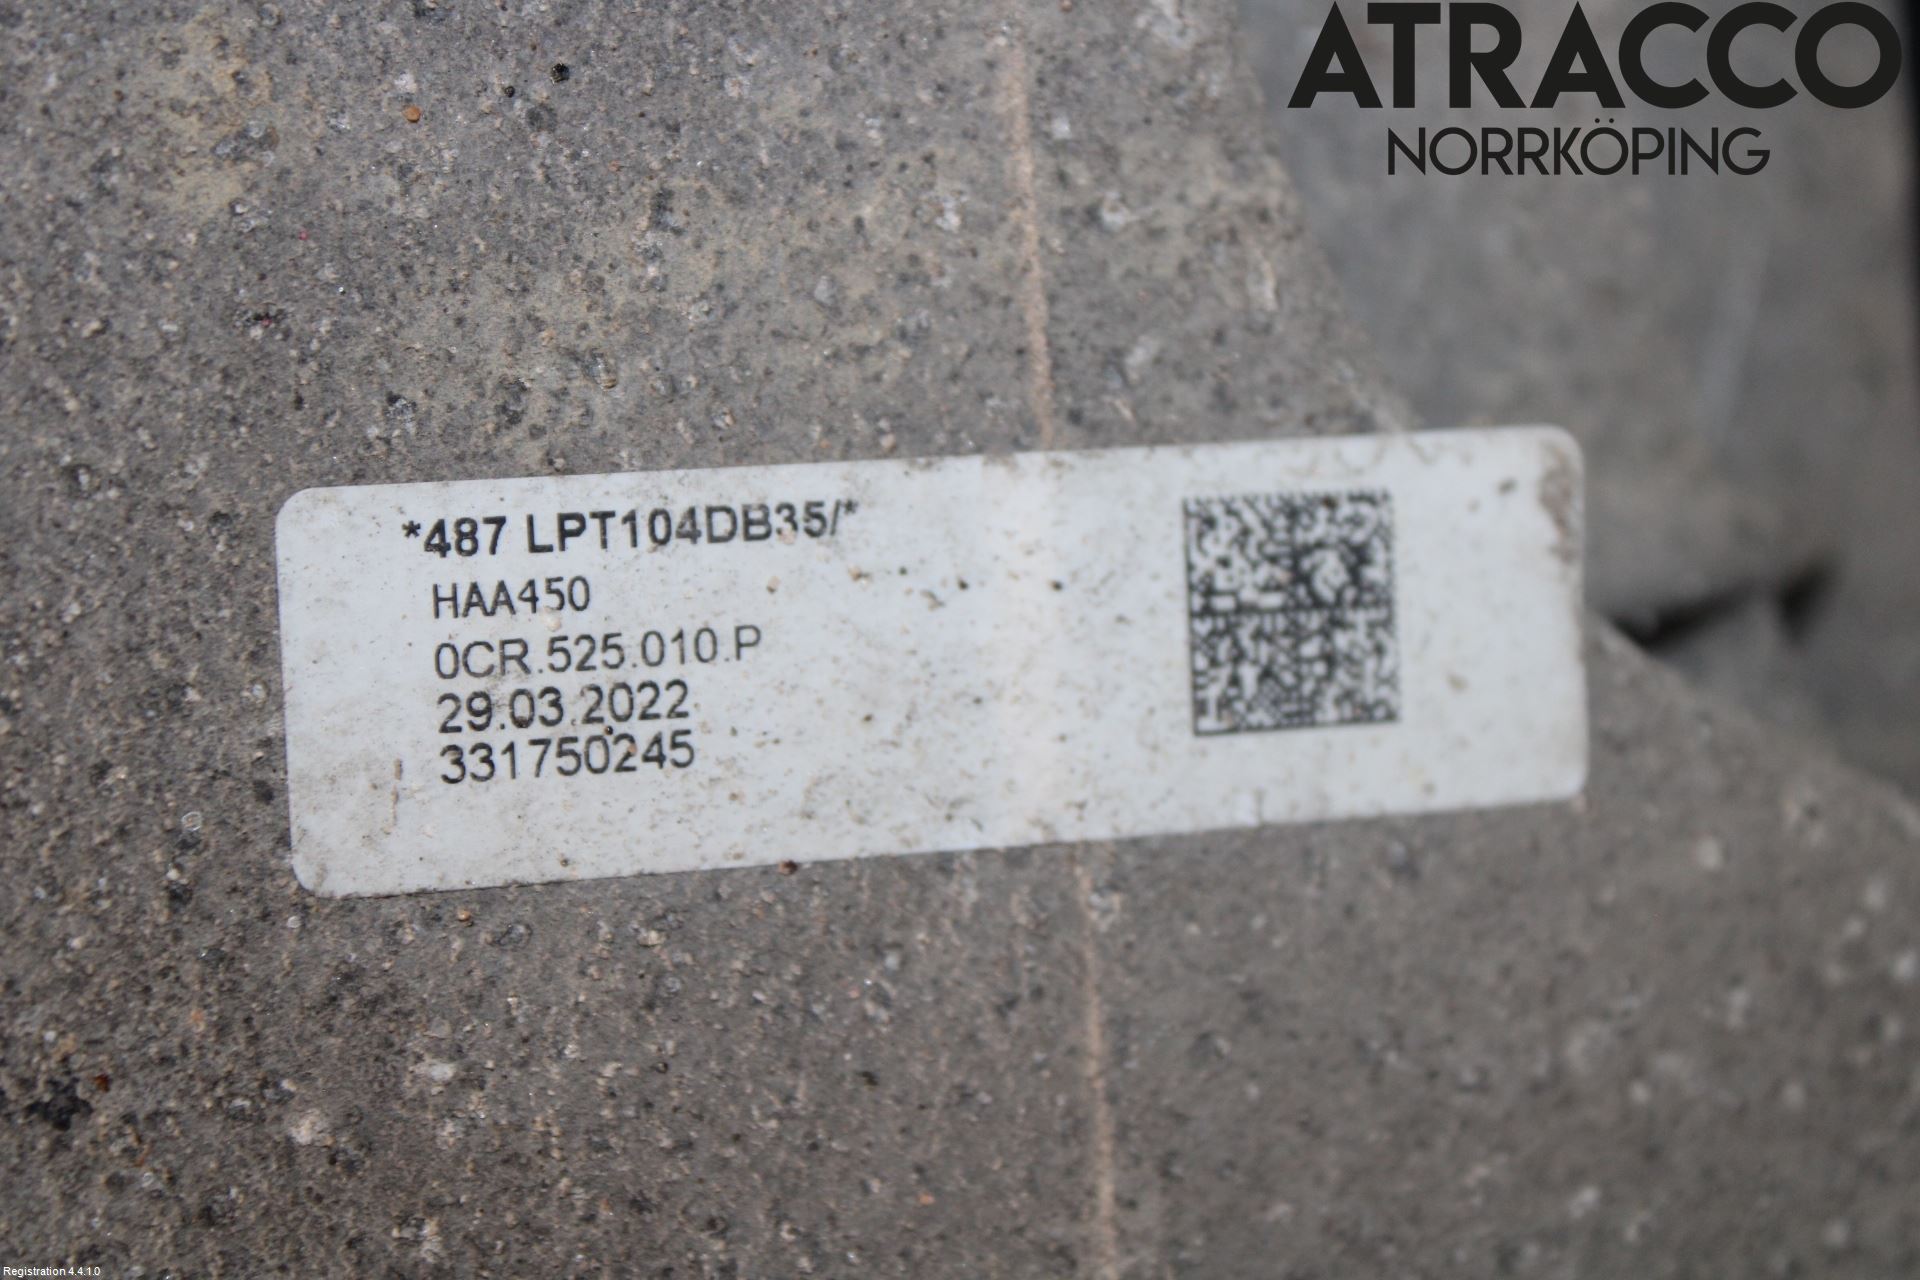 ATRACCO
NORRKÖPING
*487 LPT104DB35/*
HAA450
0CR.525.010.P
29.03.2022
331750245
Registration 4.4.1.0